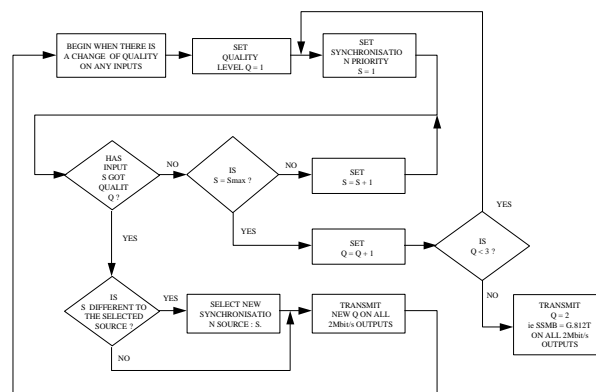 BEGIN WHEN THERE IS
A CHANGE OF QUALITY
ON ANY INPUTS
SET
QUALITY
LEVEL Q = 1
SET
SYNCHRONISATIO
N PRIORITY
S = 1
HAS
INPUT
S GOT
QUALIT
Q ?
NO
IS
S = Smax ?
NO
SET
S = S + 1
YES
YES
YES
SET
Q = Q + 1
IS
Q < 3 ?
NO
IS
S DIFFERENT TO
THE SELECTED
SOURCE ?
YES
SELECT NEW
SYNCHRONISATIO
N SOURCE : S.
TRANSMIT
NEW Q ON ALL
2Mbit/s OUTPUTS
TRANSMIT
Q = 2
ie SSMB = G.812T
ON ALL 2Mbit/s
OUTPUTS
NO